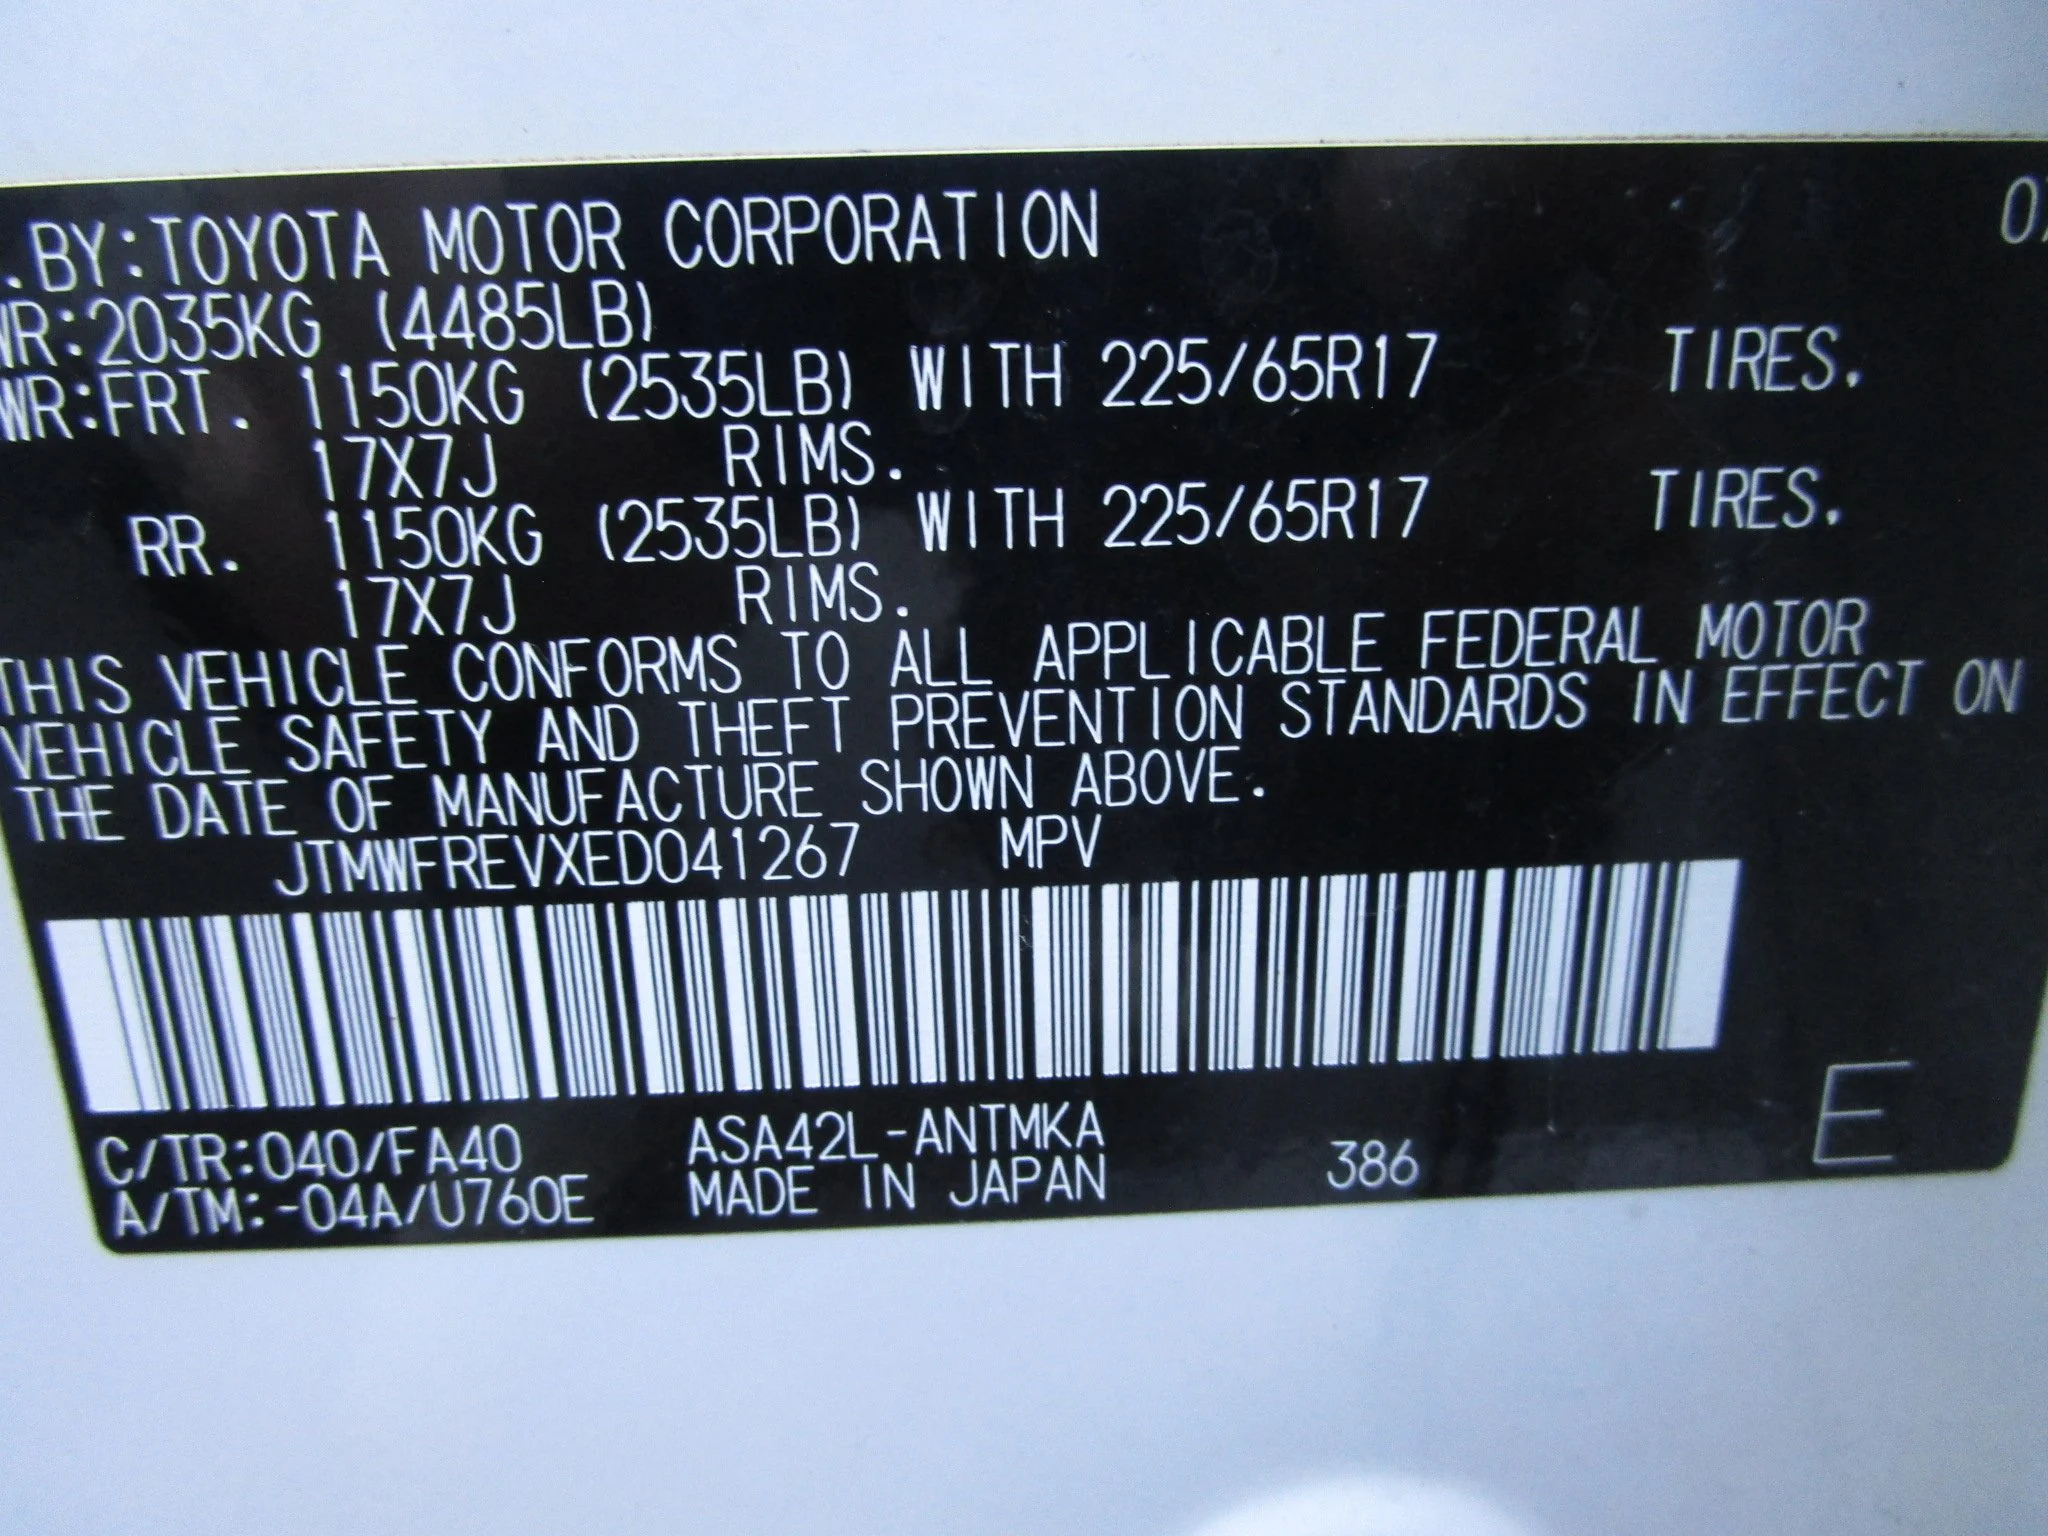 .BY:TOYOTA MOTOR CORPORATION 07
WR:2035KG (4485LB)
WR:FRT. 1150KG (2535LB) WITH 225/65R17 TIRES.
17X7J RIMS.
RR. 1150KG (2535LB) WITH 225/65R17 TIRES.
17X7J RIMS.
THIS VEHICLE CONFORMS TO ALL APPLICABLE FEDERAL MOTOR
VEHICLE SAFETY AND THEFT PREVENTION STANDARDS IN EFFECT ON
THE DATE OF MANUFACTURE SHOWN ABOVE.
JTMWFREVXED041267 MPV
C/TR:040/FA40 ASA42L-ANTMKA
A/TM:-04A/U760E MADE IN JAPAN 386 E